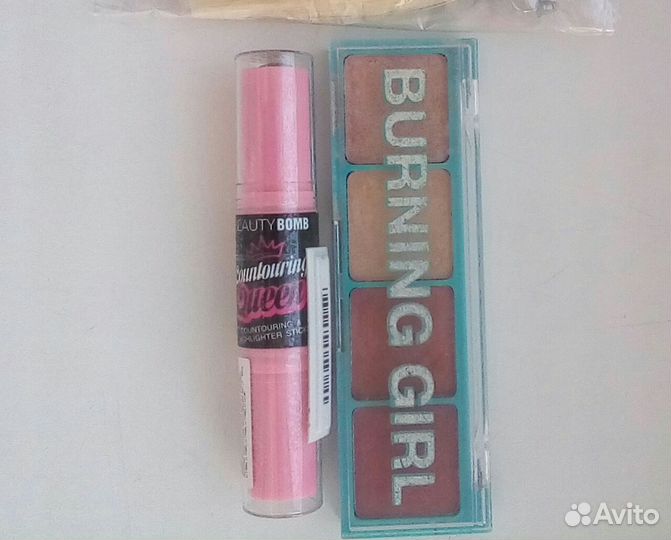 BEAUTY BOMB
Countouring
Queen
COUNTOURING &
HIGHLIGHTER STICK
BURNING GIRL
Avito